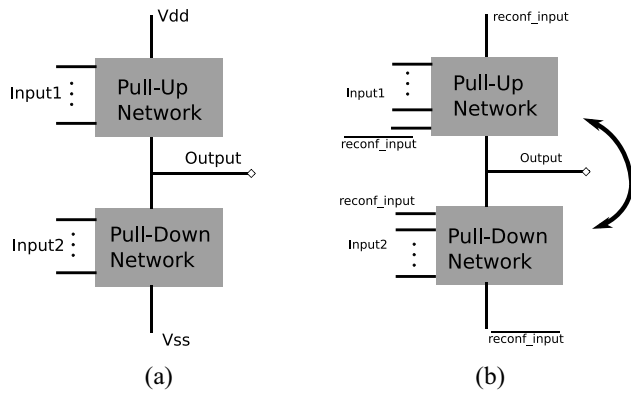 Vdd
Input1
Pull-Up
Network
Output
Input2
Pull-Down
Network
Vss
(a)
reconf_input
Input1
Pull-Up
Network
reconf_input
Output
reconf_input
Input2
Pull-Down
Network
reconf_input
(b)